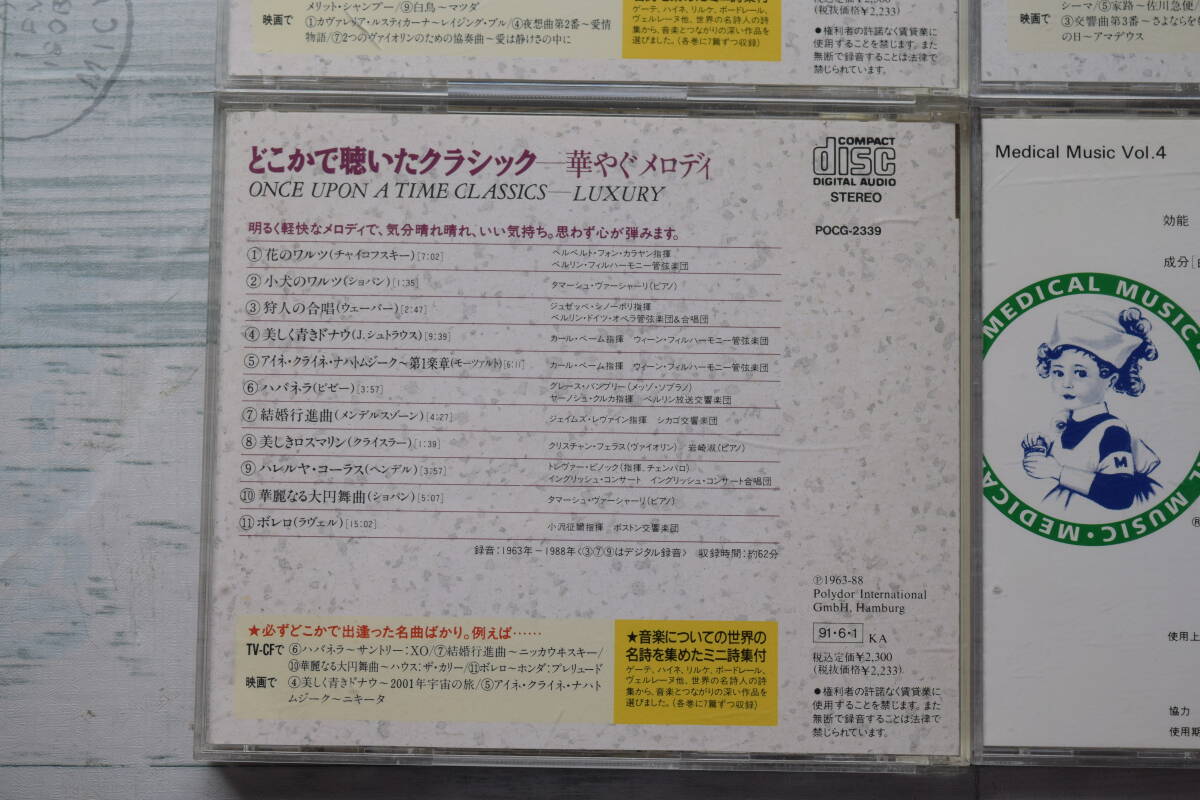 メリット・シャンプー/⑨白鳥〜マツダ
映画で
①カヴァレリア・ルスティカーナ〜レイジング・ブル/④夜想曲第2番〜愛情
物語/⑦2つのヴァイオリンのための協奏曲〜愛は静けさの中に
ゲーテ、ハイネ、リルケ、ボードレール、
ヴェルレーヌ他、世界の名詩人の詩
集から、音楽とつながりの深い作品を
選びました。(各巻に7篇ずつ収録)
(税抜価格¥2,233)
●権利者の許諾なく賃貸業に
使用することを禁じます。また
無断で録音することは法律で
禁じられています。
シーマ/⑤家路〜佐川急便/
映画で
③交響曲第3番〜さよならを
の日〜アマデウス
どこかで聴いたクラシック—華やぐメロディ
ONCE UPON A TIME CLASSICS—LUXURY
COMPACT
disc
DIGITAL AUDIO
STEREO
POCG-2339
明るく軽快なメロディで、気分晴れ晴れ、いい気持ち。思わず心が弾みます。
①花のワルツ(チャイコフスキー)[7:02]
ヘルベルト・フォン・カラヤン指揮
ベルリン・フィルハーモニー管弦楽団
②小犬のワルツ(ショパン)[1:35]
タマーシュ・ヴァーシャーリ(ピアノ)
③狩人の合唱(ウェーバー)[2:47]
ジュゼッペ・シノーポリ指揮
ベルリン・ドイツ・オペラ管弦楽団&合唱団
④美しく青きドナウ(J.シュトラウス)[9:39]
カール・ベーム指揮 ウィーン・フィルハーモニー管弦楽団
⑤アイネ・クライネ・ナハトムジーク〜第1楽章(モーツァルト)[6:11]
カール・ベーム指揮 ウィーン・フィルハーモニー管弦楽団
⑥ハバネラ(ビゼー)[3:57]
グレース・バンブリー(メッゾ・ソプラノ)
ヤーノシュ・クルカ指揮 ベルリン放送交響楽団
⑦結婚行進曲(メンデルスゾーン)[4:27]
ジェイムズ・レヴァイン指揮 シカゴ交響楽団
⑧美しきロスマリン(クライスラー)[1:39]
クリスチャン・フェラス(ヴァイオリン) 岩崎淑(ピアノ)
⑨ハレルヤ・コーラス(ヘンデル)[3:57]
トレヴァー・ピノック(指揮、チェンバロ)
イングリッシュ・コンサート イングリッシュ・コンサート合唱団
⑩華麗なる大円舞曲(ショパン)[5:07]
タマーシュ・ヴァーシャーリ(ピアノ)
⑪ボレロ(ラヴェル)[15:02]
小沢征爾指揮 ボストン交響楽団
録音:1963年−1988年〈③⑦⑨はデジタル録音〉 収録時間:約62分
Ⓟ1963-88
Polydor International
GmbH, Hamburg
91・6・1 KA
税込定価¥2,300
(税抜価格¥2,233)
●権利者の許諾なく賃貸業に
使用することを禁じます。また
無断で録音することは法律で
禁じられています。
★必ずどこかで出逢った名曲ばかり。例えば……
TV-CFで ⑥ハバネラ〜サントリー:XO/⑦結婚行進曲〜ニッカウヰスキー/
⑩華麗なる大円舞曲〜ハウス:ザ・カリー/⑪ボレロ〜ホンダ:プレリュード
映画で ④美しく青きドナウ〜2001年宇宙の旅/⑤アイネ・クライネ・ナハト
ムジーク〜ニキータ
★音楽についての世界の
名詩を集めたミニ詩集付
ゲーテ、ハイネ、リルケ、ボードレール、
ヴェルレーヌ他、世界の名詩人の詩
集から、音楽とつながりの深い作品を
選びました。(各巻に7篇ずつ収録)
Medical Music Vol.4
効能
成分
MEDICAL MUSIC
MUSIC・MEDICAL
M
®
使用上
協力
使用期